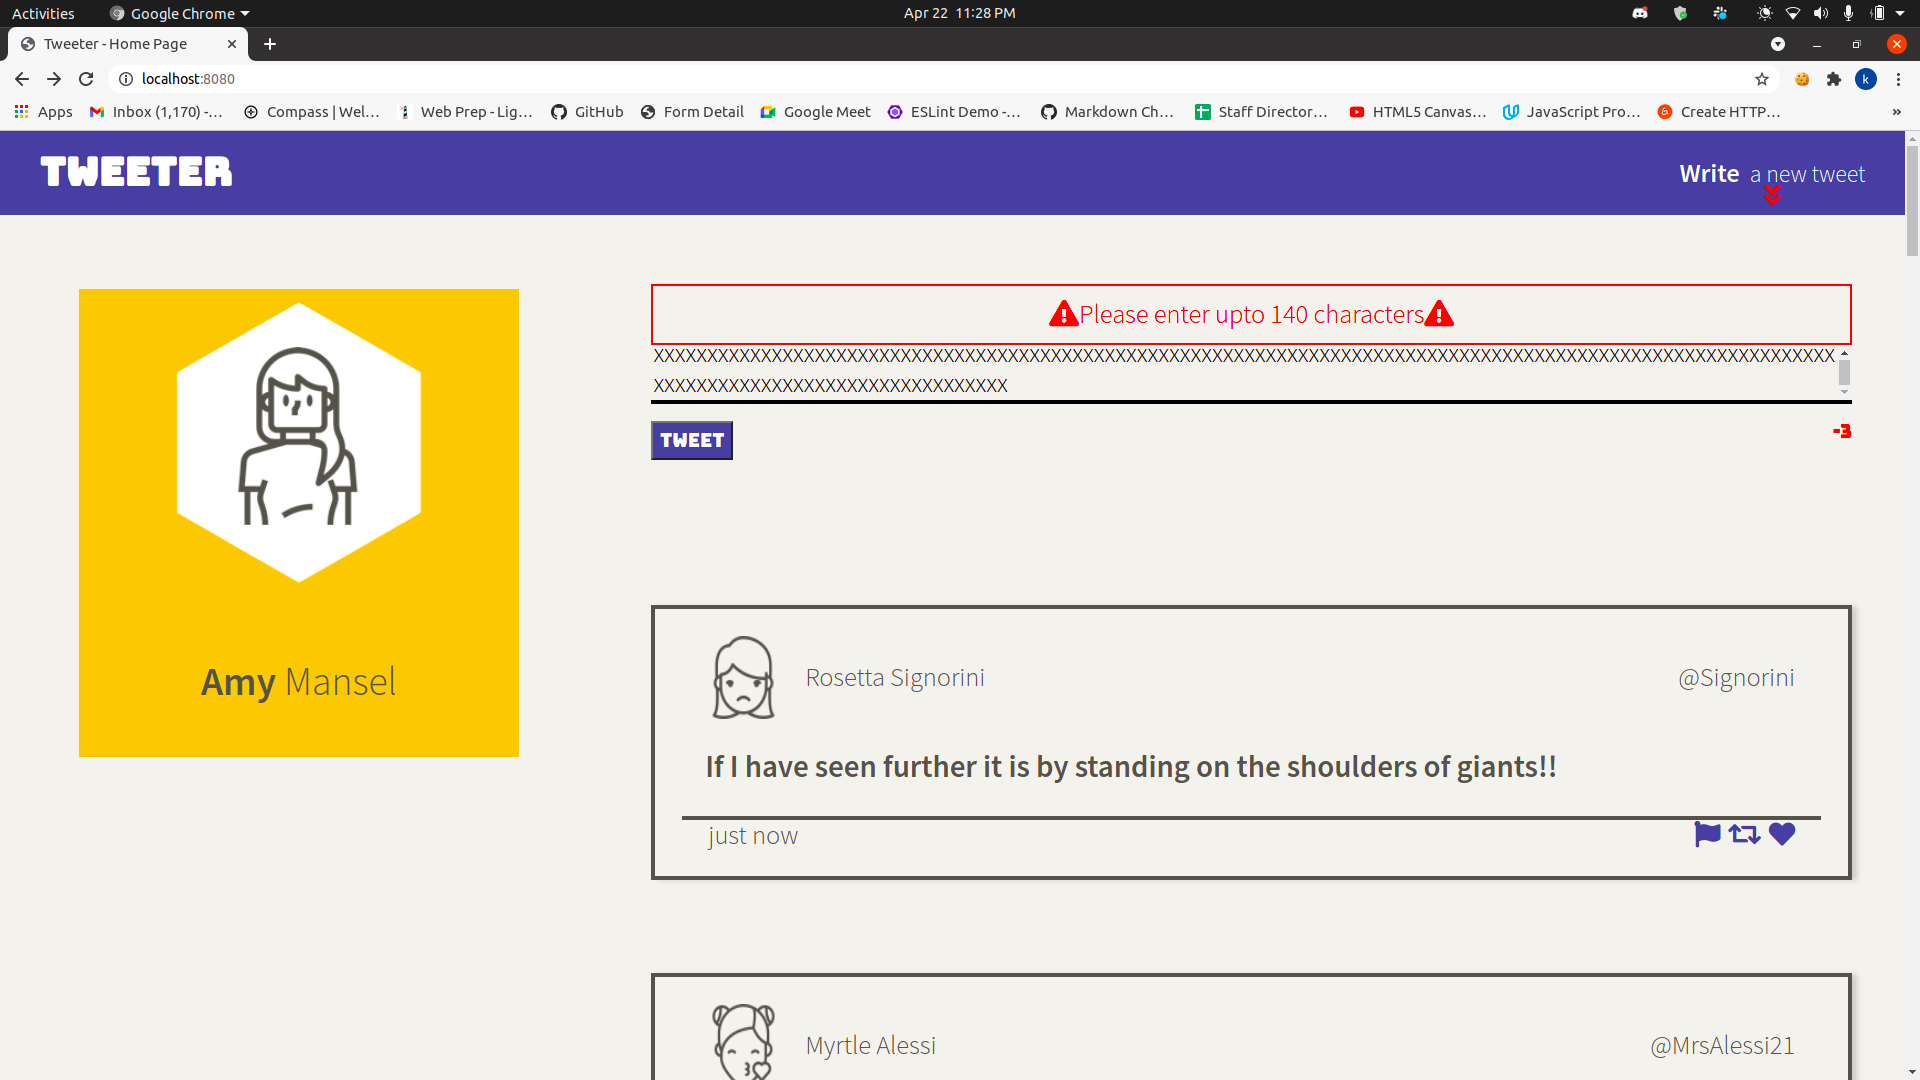 Activities Google Chrome Apr 22 11:28 PM
Tweeter - Home Page
localhost:8080 k
Apps Inbox (1,170) -... Compass | Wel... Web Prep - Lig... GitHub Form Detail Google Meet ESLint Demo -... Markdown Ch... Staff Director... HTML5 Canvas... JavaScript Pro... Create HTTP... »
TWEETER Write a new tweet
Please enter upto 140 characters
XXXXXXXXXXXXXXXXXXXXXXXXXXXXXXXXXXXXXXXXXXXXXXXXXXXXXXXXXXXXXXXXXXXXXXXXXXXXXXXXXXXXXXXXXXXXXXXXXXXXXXXXXXXXXX
XXXXXXXXXXXXXXXXXXXXXXXXXXXXXXXXX
TWEET -3
Amy Mansel
Rosetta Signorini @Signorini
If I have seen further it is by standing on the shoulders of giants!!
just now
Myrtle Alessi @MrsAlessi21